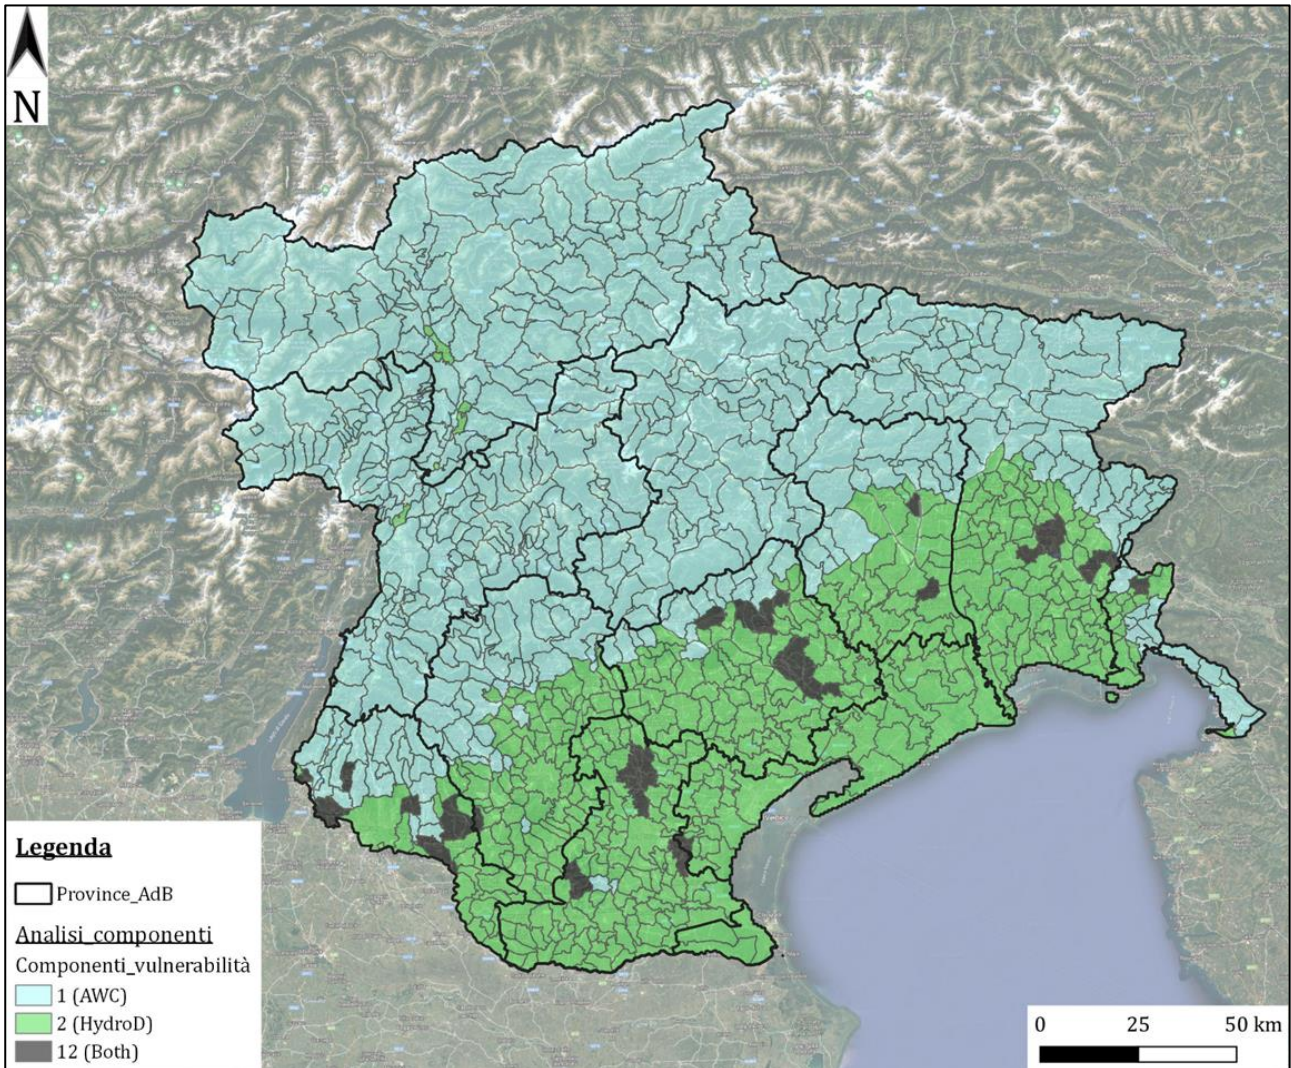 N
Legenda
Province_AdB
Analisi_componenti
Componenti_vulnerabilità
1 (AWC)
2 (HydroD)
12 (Both)
0 25 50 km